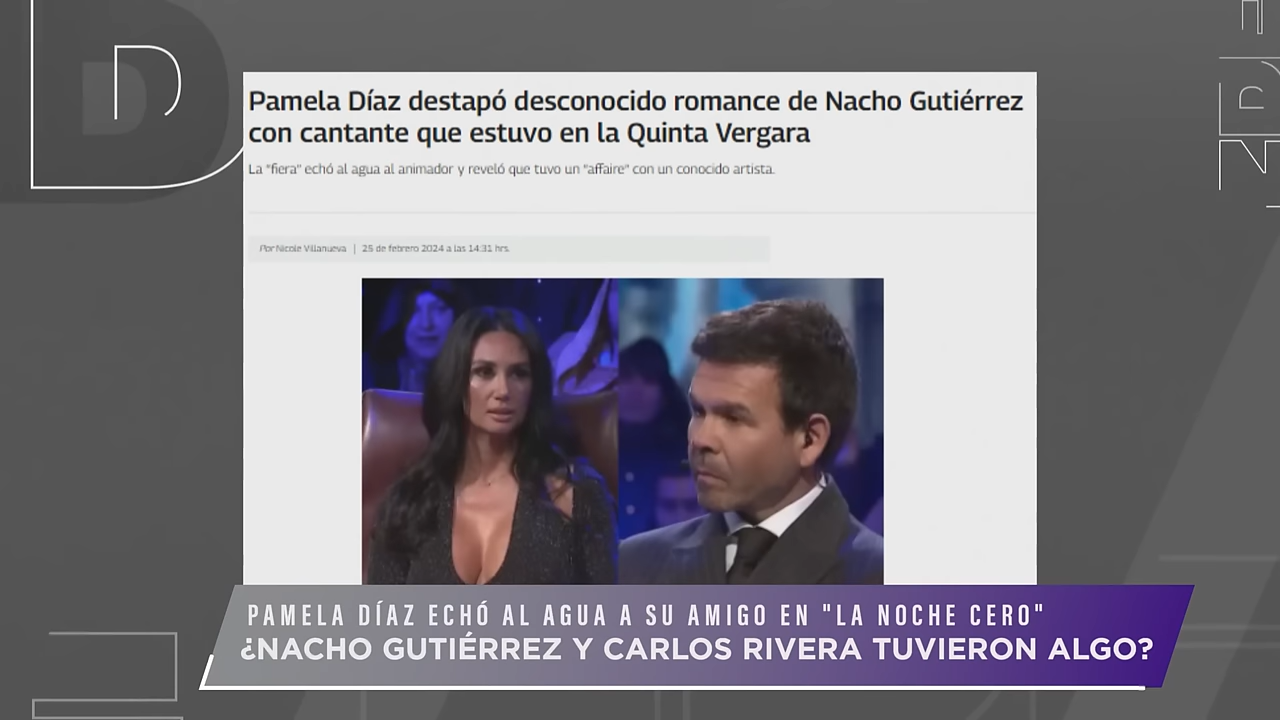 Pamela Díaz destapó desconocido romance de Nacho Gutiérrez
con cantante que estuvo en la Quinta Vergara
La "fiera" echó al agua al animador y reveló que tuvo un "affaire" con un conocido artista.
Por Nicole Villanueva | 25 de febrero 2024 a las 14:31 hrs.
PAMELA DÍAZ ECHÓ AL AGUA A SU AMIGO EN "LA NOCHE CERO"
¿NACHO GUTIÉRREZ Y CARLOS RIVERA TUVIERON ALGO?